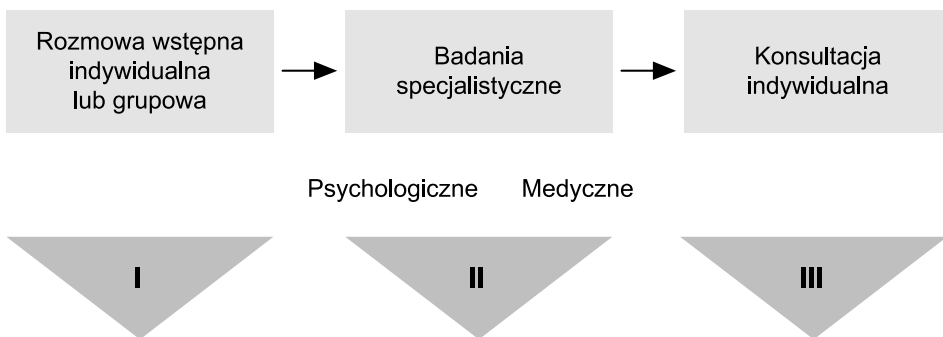 Rozmowa wstępna
indywidualna
lub grupowa
Badania
specjalistyczne
Konsultacja
indywidualna
Psychologiczne Medyczne
I
II
III